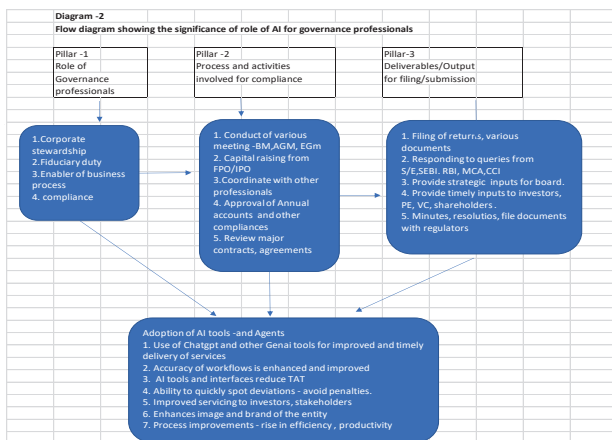 Diagram -2
Flow diagram showing the significance of role of AI for governance professionals
Pillar -1
Role of
Governance
professionals
Pillar -2
Process and activities
involved for compliance
Pillar-3
Deliverables/Output
for filing/submission
1.Corporate
stewardship
2.Fiduciary duty
3.Enabler of business
process
4. compliance
1. Conduct of various
meeting -BM,AGM, EGm
2. Capital raising from
FPO/IPO
3.Coordinate with other
professionals
4. Approval of Annual
accounts and other
compliances
5. Review major
contracts, agreements
1. Filing of returns, various
documents
2. Responding to queries from
S/E,SEBI. RBI, MCA,CCI
3. Provide strategic inputs for board.
4. Provide timely inputs to investors,
PE, VC, shareholders.
5. Minutes, resolutios, file documents
with regulators
Adoption of AI tools -and Agents
1. Use of Chatgpt and other Genai tools for improved and timely
delivery of services
2. Accuracy of workflows is enhanced and improved
3. AI tools and interfaces reduce TAT
4. Ability to quickly spot deviations - avoid penalties.
5. Improved servicing to investors, stakeholders
6. Enhances image and brand of the entity
7. Process improvements - rise in efficiency, productivity